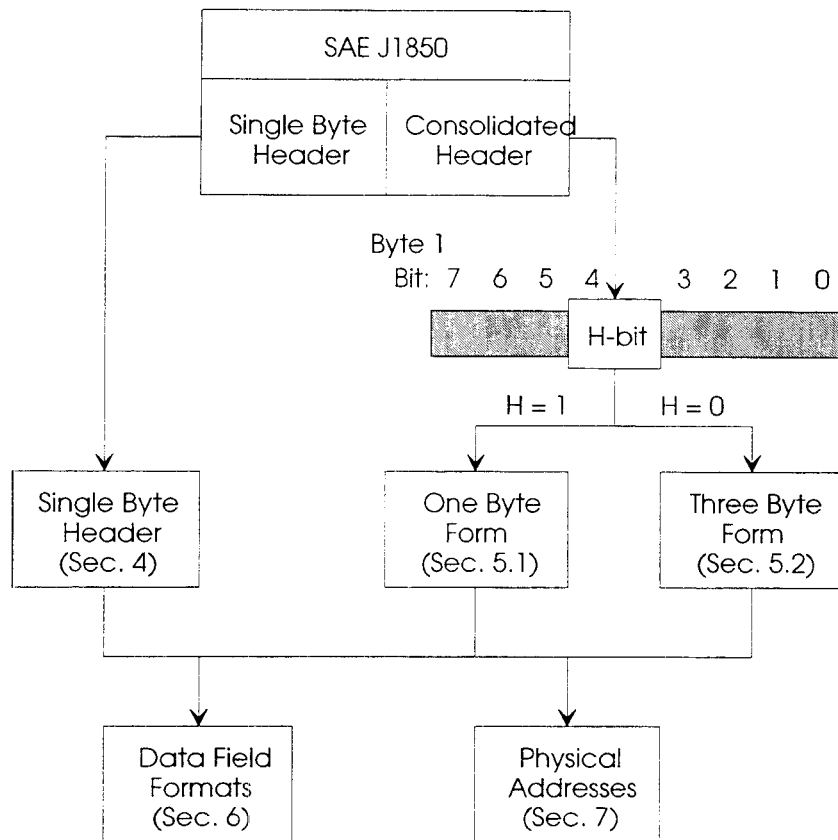 SAE J1850
Single Byte
Header
Consolidated
Header
Byte 1
Bit: 7 6 5 4 3 2 1 0
H-bit
H = 1
H = 0
Single Byte
Header
(Sec. 4)
One Byte
Form
(Sec. 5.1)
Three Byte
Form
(Sec. 5.2)
Data Field
Formats
(Sec. 6)
Physical
Addresses
(Sec. 7)